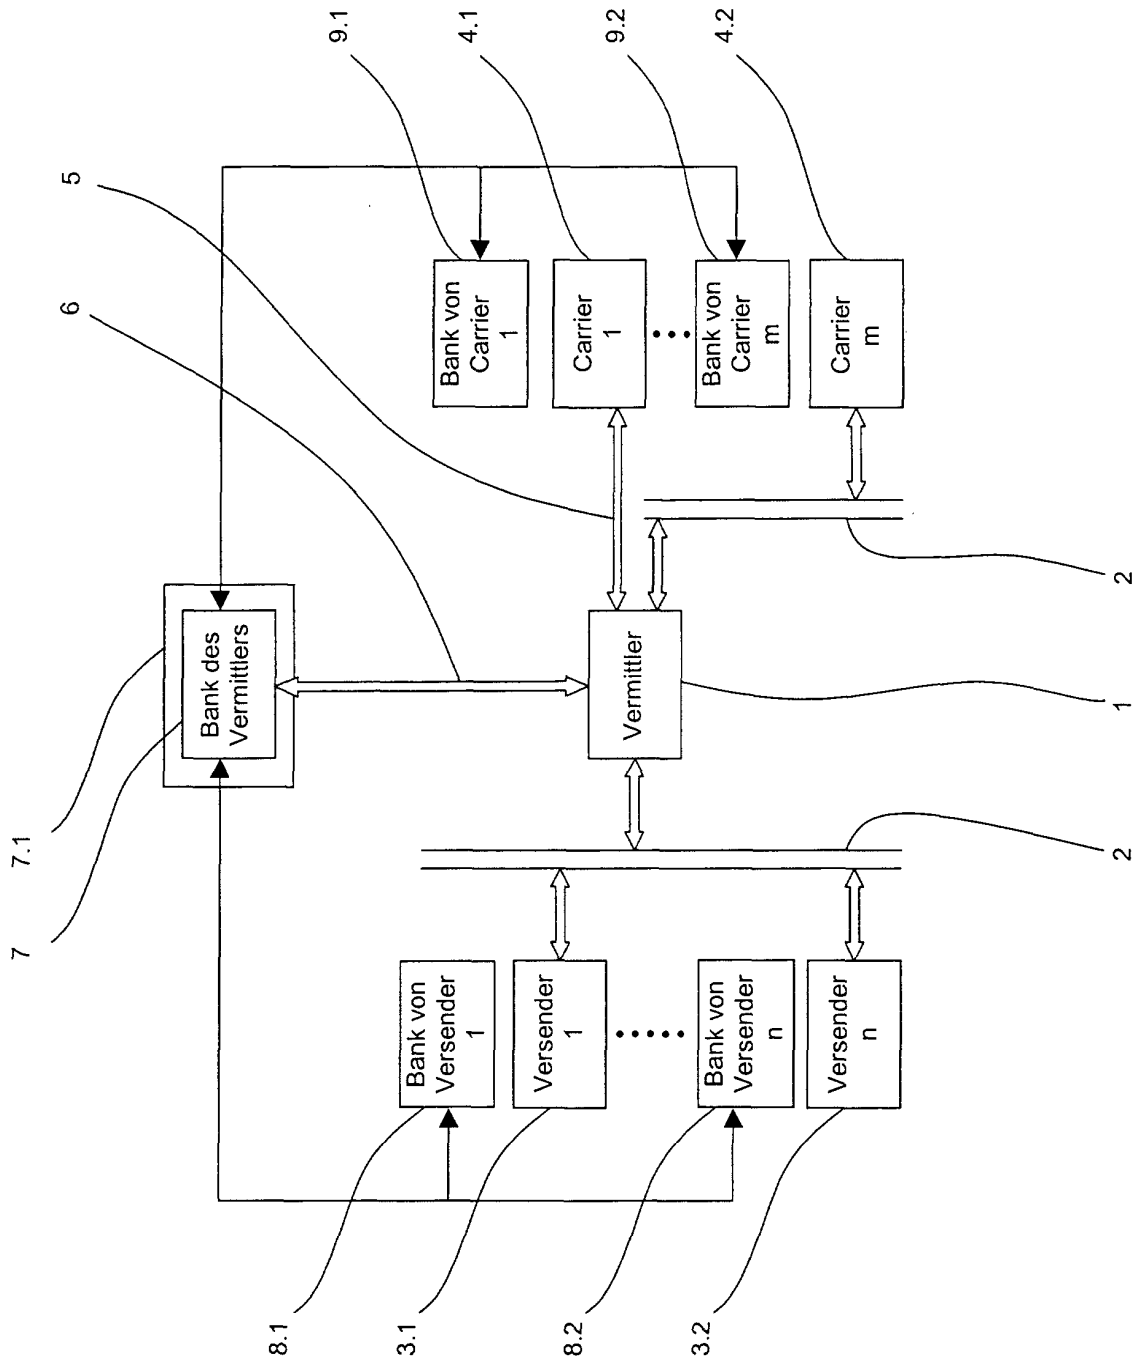 7
7.1
6
5
Bank des
Vermittlers
8.1
Bank von
Versender
1
3.1
Versender
1
8.2
Bank von
Versender
n
3.2
Versender
n
Vermittler
9.1
Bank von
Carrier
1
4.1
Carrier
1
9.2
Bank von
Carrier
m
4.2
Carrier
m
2
1
2